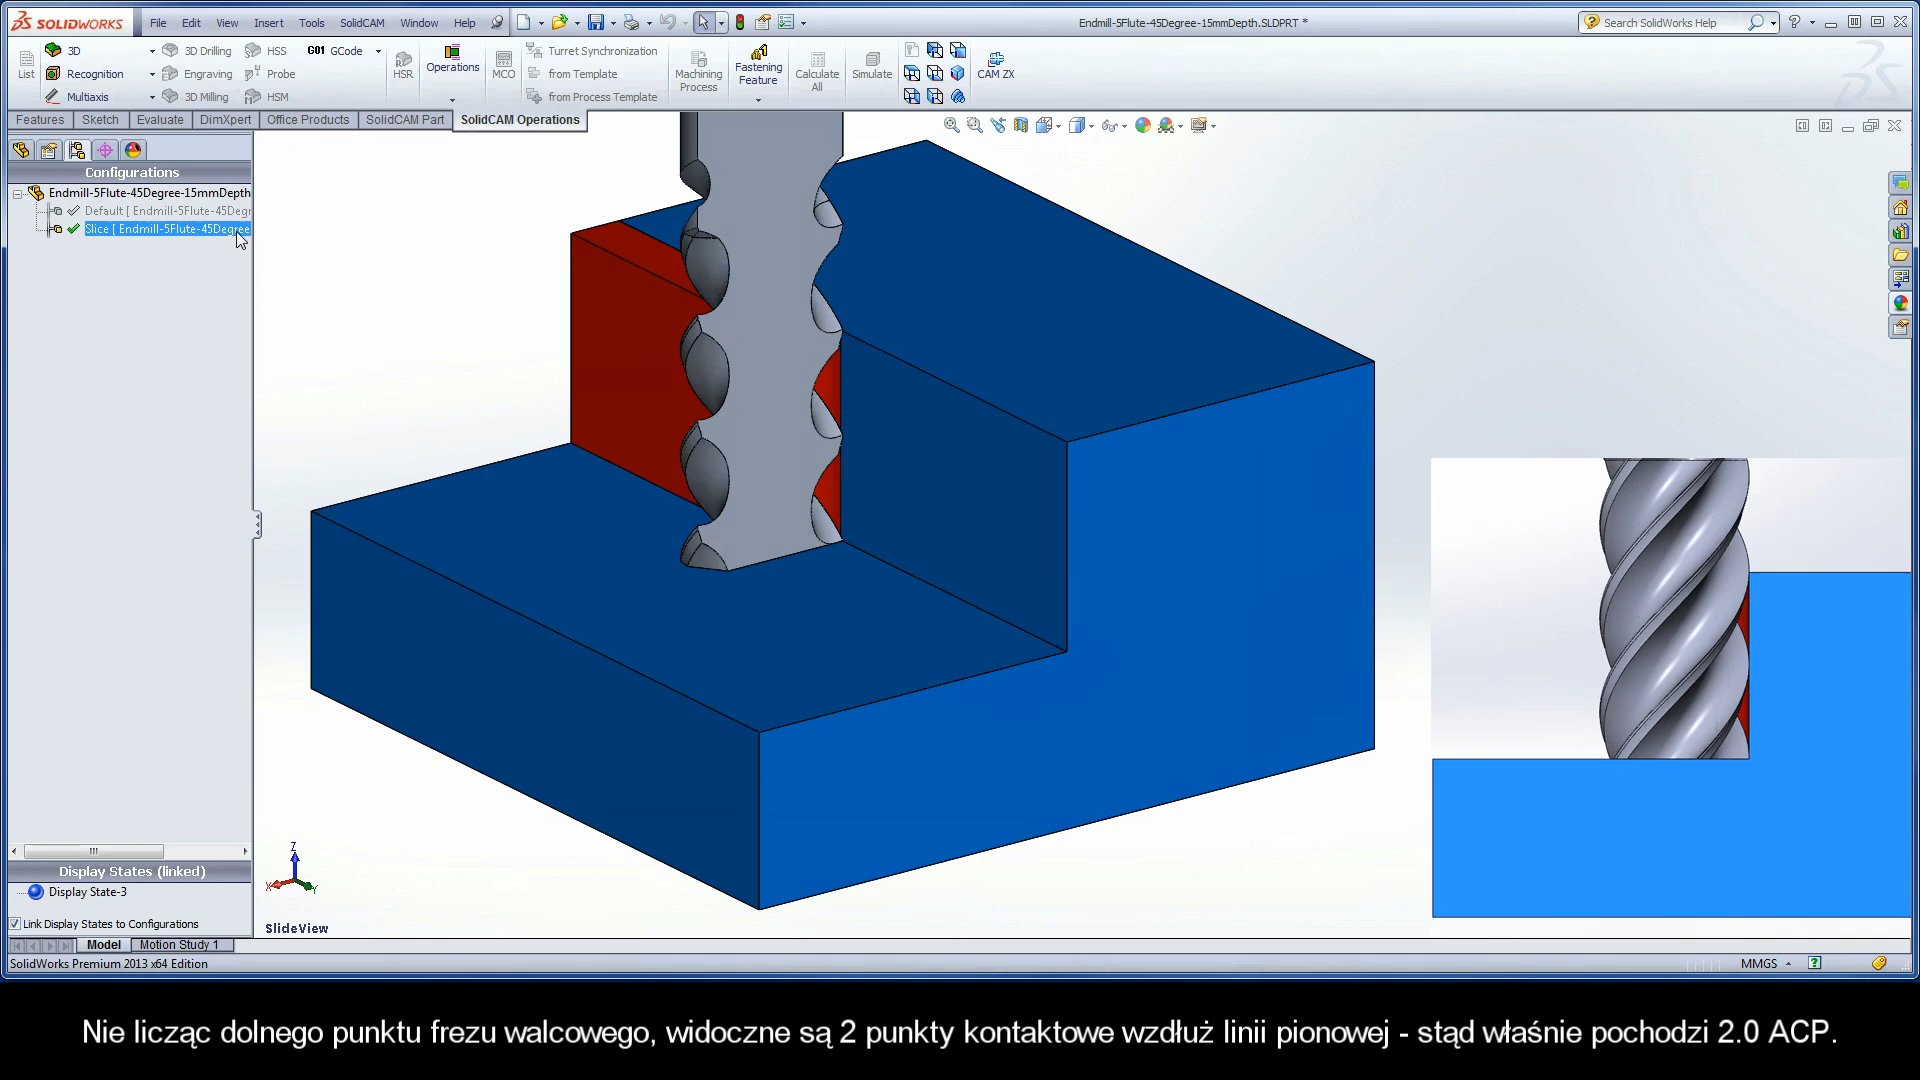 SOLIDWORKS File Edit View Insert Tools SolidCAM Window Help Endmill-5Flute-45Degree-15mmDepth.SLDPRT * Search SolidWorks Help
List
3D
Recognition
Multiaxis
3D Drilling
Engraving
3D Milling
HSS
Probe
HSM
G01 GCode
HSR
Operations
MCO
Turret Synchronization
from Template
from Process Template
Machining
Process
Fastening
Feature
Calculate
All
Simulate
CAM ZX
Features Sketch Evaluate DimXpert Office Products SolidCAM Part SolidCAM Operations
Configurations
Endmill-5Flute-45Degree-15mmDepth
Default [ Endmill-5Flute-45Degr
Slice [ Endmill-5Flute-45Degree
Display States (linked)
Display State-3
Link Display States to Configurations
Z
X
Y
SlideView
Model Motion Study 1
SolidWorks Premium 2013 x64 Edition MMGS
Nie licząc dolnego punktu frezu walcowego, widoczne są 2 punkty kontaktowe wzdłuż linii pionowej - stąd właśnie pochodzi 2.0 ACP.